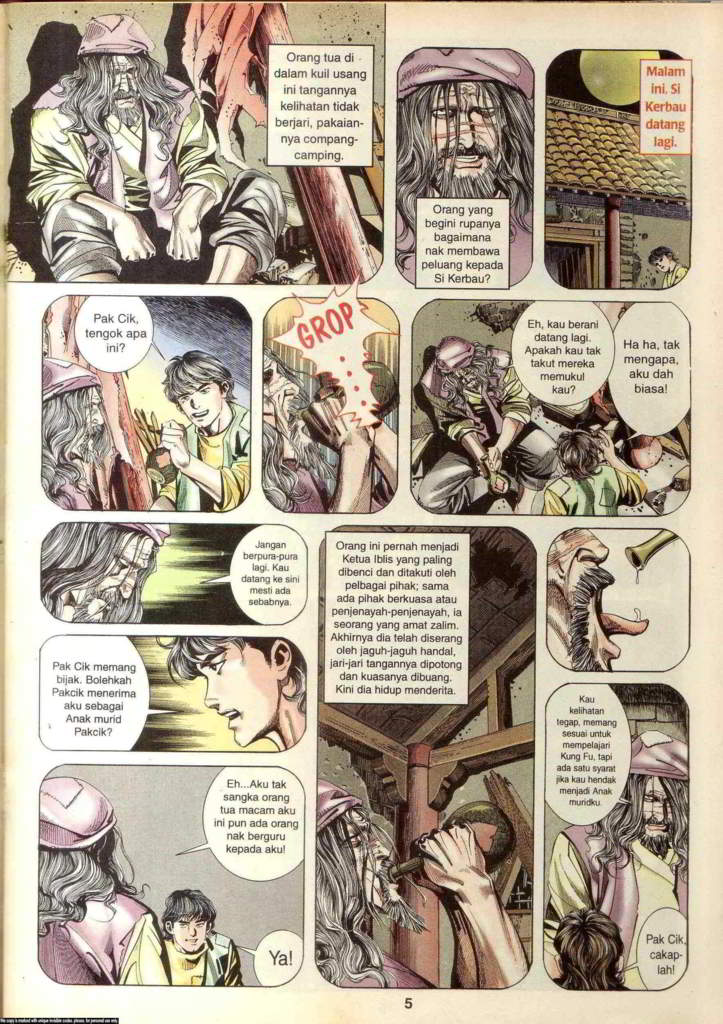 Orang tua di
dalam kuil usang
ini tangannya
kelihatan tidak
berjari, pakaian-
nya compang-
camping.
Orang yang
begini rupanya
bagaimana
nak membawa
peluang kepada
Si Kerbau?
Malam
ini, Si
Kerbau
datang
lagi.
Pak Cik,
tengok apa
ini?
GROP
Eh, kau berani
datang lagi.
Apakah kau tak
takut mereka
memukul
kau?
Ha ha, tak
mengapa,
aku dah
biasa!
Jangan
berpura-pura
lagi. Kau
datang ke sini
mesti ada
sebabnya.
Pak Cik memang
bijak. Bolehkah
Pakcik menerima
aku sebagai
Anak murid
Pakcik?
Orang ini pernah menjadi
Ketua Iblis yang paling
dibenci dan ditakuti oleh
pelbagai pihak; sama
ada pihak berkuasa atau
penjenayah-penjenayah, ia
seorang yang amat zalim.
Akhirnya dia telah diserang
oleh jaguh-jaguh handal,
jari-jari tangannya dipotong
dan kuasanya dibuang.
Kini dia hidup menderita.
Eh...Aku tak
sangka orang
tua macam aku
ini pun ada orang
nak berguru
kepada aku!
Ya!
Kau
kelihatan
tegap, memang
sesuai untuk
mempelajari
Kung Fu, tapi
ada satu syarat
jika kau hendak
menjadi Anak
muridku.
Pak Cik,
cakap-
lah!
5